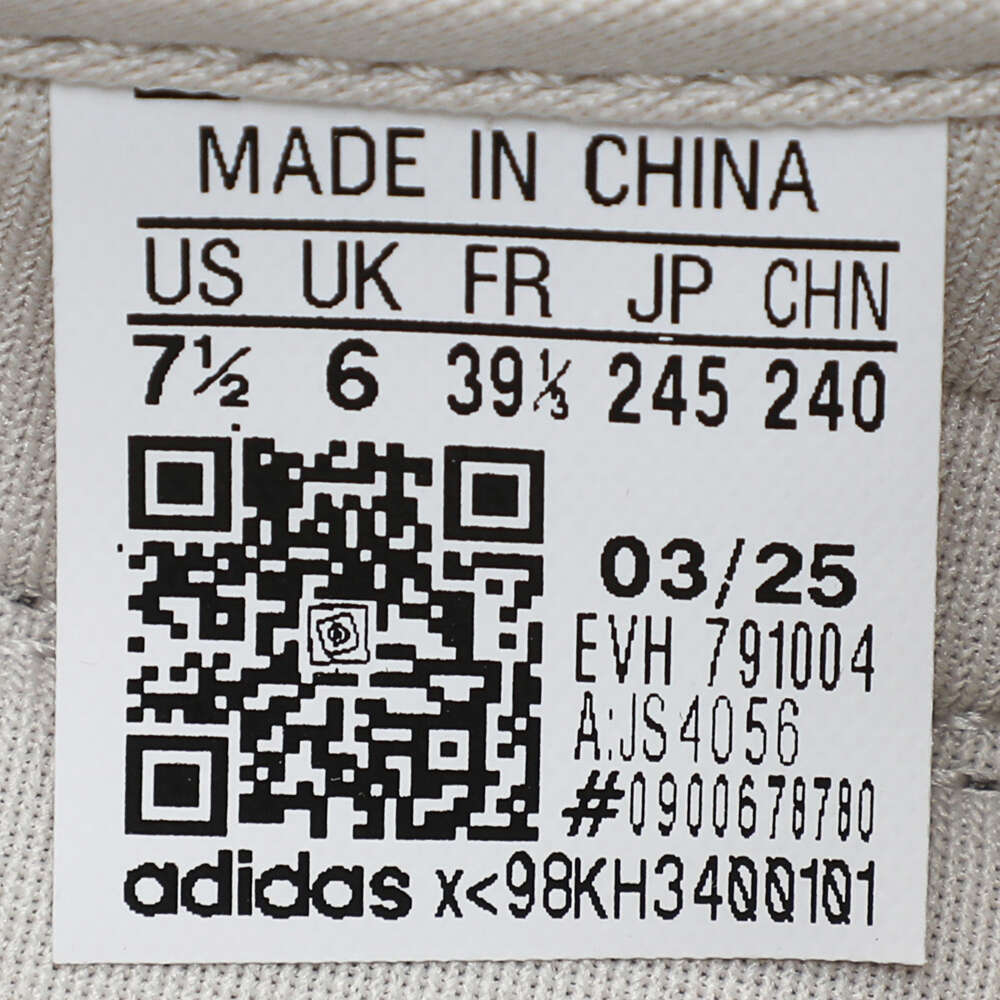 MADE IN CHINA
US UK FR JP CHN
7½ 6 39⅓ 245 240
03/25
EVH 791004
A:JS4056
#0900678780
adidas x<98KH3400101